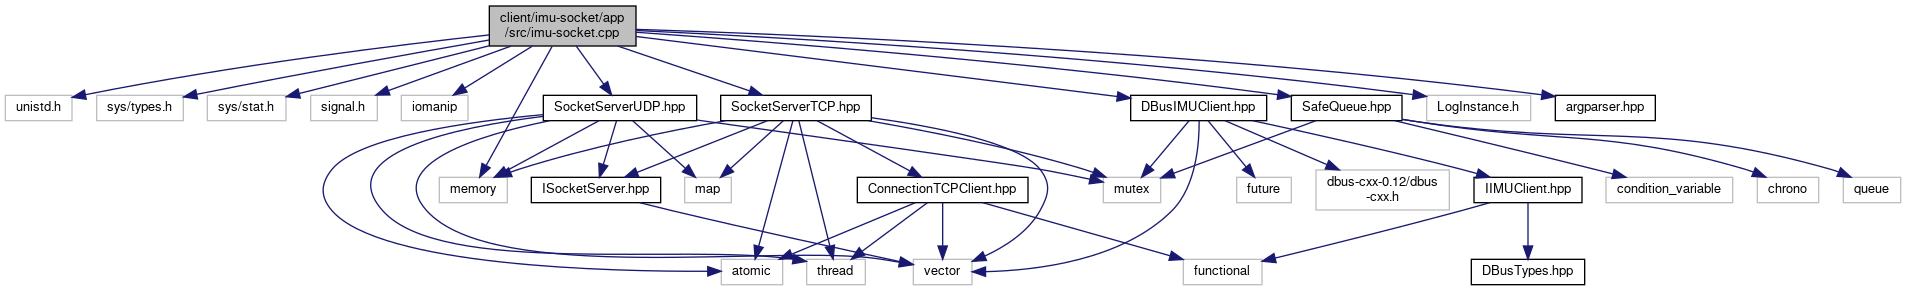 client/imu-socket/app
/src/imu-socket.cpp
unistd.h
sys/types.h
sys/stat.h
signal.h
iomanip
SocketServerUDP.hpp
SocketServerTCP.hpp
DBusIMUClient.hpp
SafeQueue.hpp
LogInstance.h
argparser.hpp
memory
ISocketServer.hpp
map
ConnectionTCPClient.hpp
mutex
future
dbus-cxx-0.12/dbus
-cxx.h
IIMUClient.hpp
condition_variable
chrono
queue
atomic
thread
vector
functional
DBusTypes.hpp